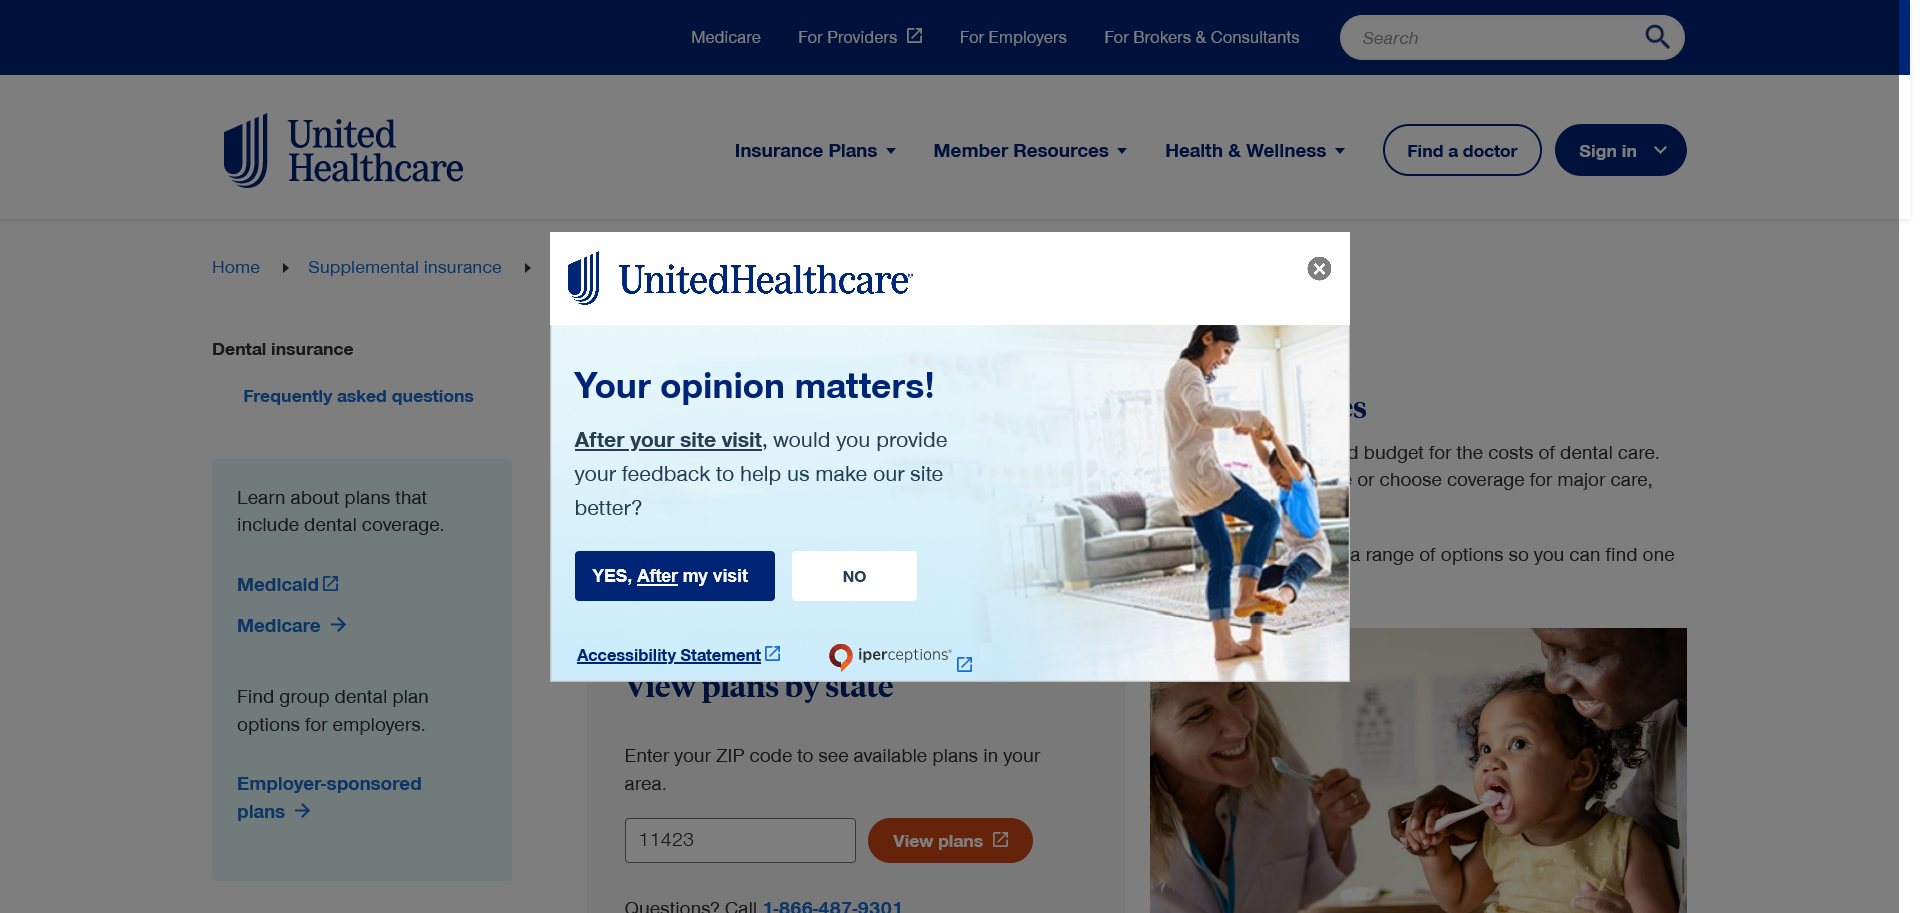 Medicare
For Providers
For Employers
For Brokers & Consultants
Search
United
Healthcare
Insurance Plans
Member Resources
Health & Wellness
Find a doctor
Sign in
Home
Supplemental insurance
UnitedHealthcare
Dental insurance
Frequently asked questions
Learn about plans that
include dental coverage.
Medicaid
Medicare
Find group dental plan
options for employers.
Employer-sponsored
plans
Your opinion matters!
After your site visit, would you provide
your feedback to help us make our site
better?
YES, After my visit
NO
Accessibility Statement
iperceptions
es
d budget for the costs of dental care.
or choose coverage for major care,
a range of options so you can find one
View plans by state
Enter your ZIP code to see available plans in your
area.
11423
View plans
Questions? Call 1-866-487-9301